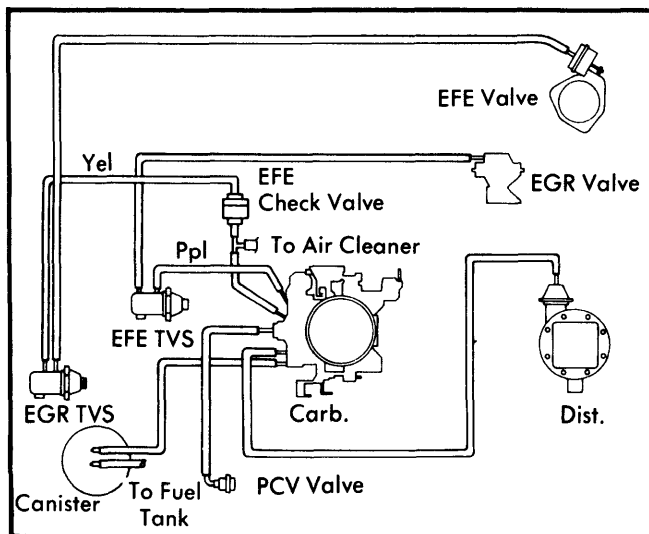 EFE Valve
Yel
EFE
Check Valve
EGR Valve
To Air Cleaner
Ppl
EFE TVS
EGR TVS
Carb.
Dist.
Canister
To Fuel
Tank
PCV Valve